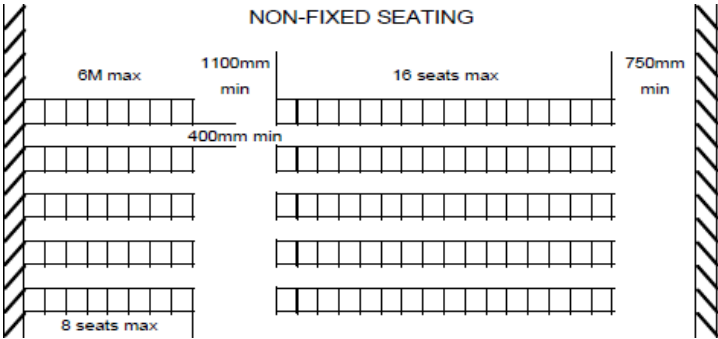 NON-FIXED SEATING
6M max
1100mm
min
16 seats max
750mm
min
400mm min
8 seats max